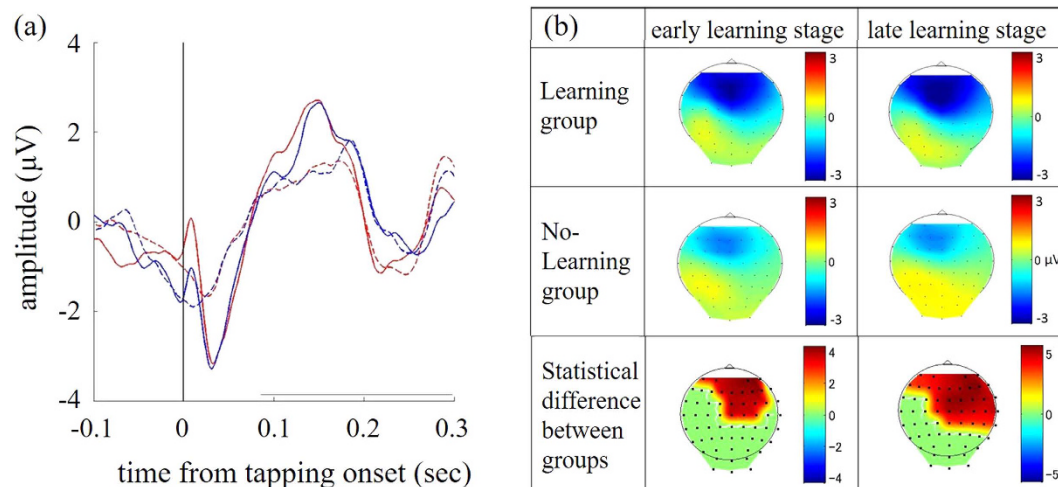 (a)
4
2
0
-2
-4
amplitude (μV)
-0.1
0
0.1
0.2
0.3
time from tapping onset (sec)
(b)
early learning stage
late learning stage
Learning
group
3
0
-3
3
0
-3
No-
Learning
group
3
0
-3
3
0 μV
-3
Statistical
difference
between
groups
4
2
0
-2
-4
5
0
-5